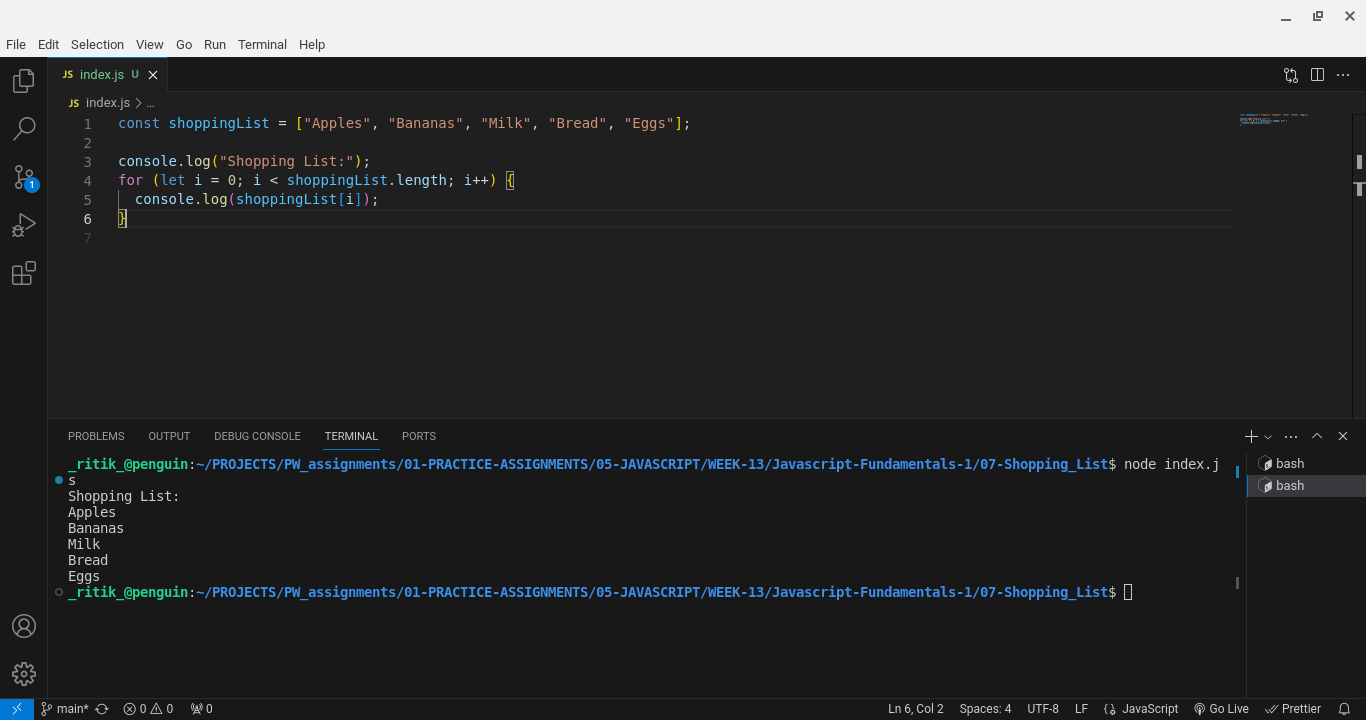 File Edit Selection View Go Run Terminal Help
JS index.js U
JS index.js > ...
1 const shoppingList = ["Apples", "Bananas", "Milk", "Bread", "Eggs"];
2
3 console.log("Shopping List:");
4 for (let i = 0; i < shoppingList.length; i++) {
5   console.log(shoppingList[i]);
6 }
7
1
PROBLEMS OUTPUT DEBUG CONSOLE TERMINAL PORTS
_ritik_@penguin:~/PROJECTS/PW_assignments/01-PRACTICE-ASSIGNMENTS/05-JAVASCRIPT/WEEK-13/Javascript-Fundamentals-1/07-Shopping_List$ node index.j
s
Shopping List:
Apples
Bananas
Milk
Bread
Eggs
_ritik_@penguin:~/PROJECTS/PW_assignments/01-PRACTICE-ASSIGNMENTS/05-JAVASCRIPT/WEEK-13/Javascript-Fundamentals-1/07-Shopping_List$
bash
bash
main* 0 0 0 Ln 6, Col 2 Spaces: 4 UTF-8 LF JavaScript Go Live Prettier